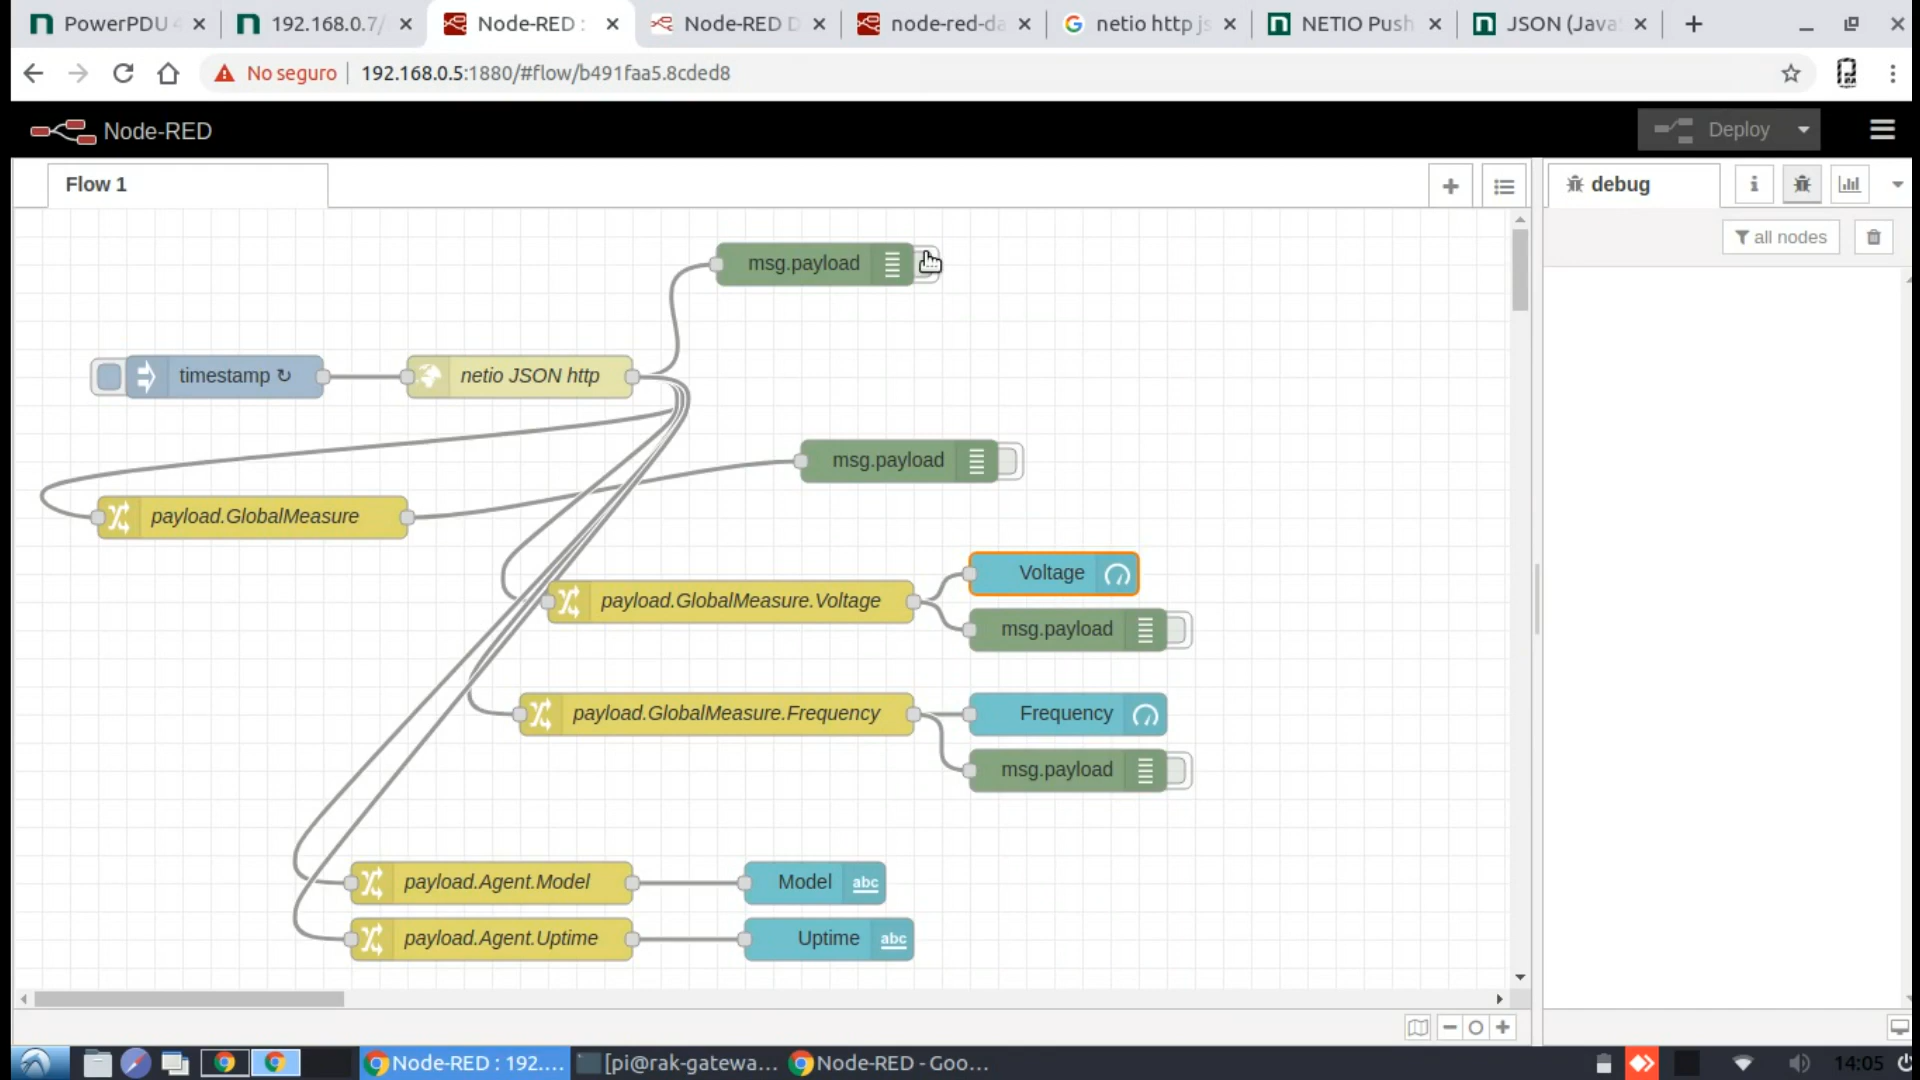 PowerPDU 4
192.168.0.7/
Node-RED :
Node-RED D
node-red-da
netio http js
NETIO Push
JSON (Java
No seguro
192.168.0.5:1880/#flow/b491faa5.8cded8
Node-RED
Deploy
Flow 1
debug
all nodes
msg.payload
timestamp ↻
netio JSON http
msg.payload
payload.GlobalMeasure
Voltage
payload.GlobalMeasure.Voltage
msg.payload
payload.GlobalMeasure.Frequency
Frequency
msg.payload
payload.Agent.Model
Model abc
payload.Agent.Uptime
Uptime abc
Node-RED : 192....
[pi@rak-gatewa...
Node-RED - Goo...
14:05